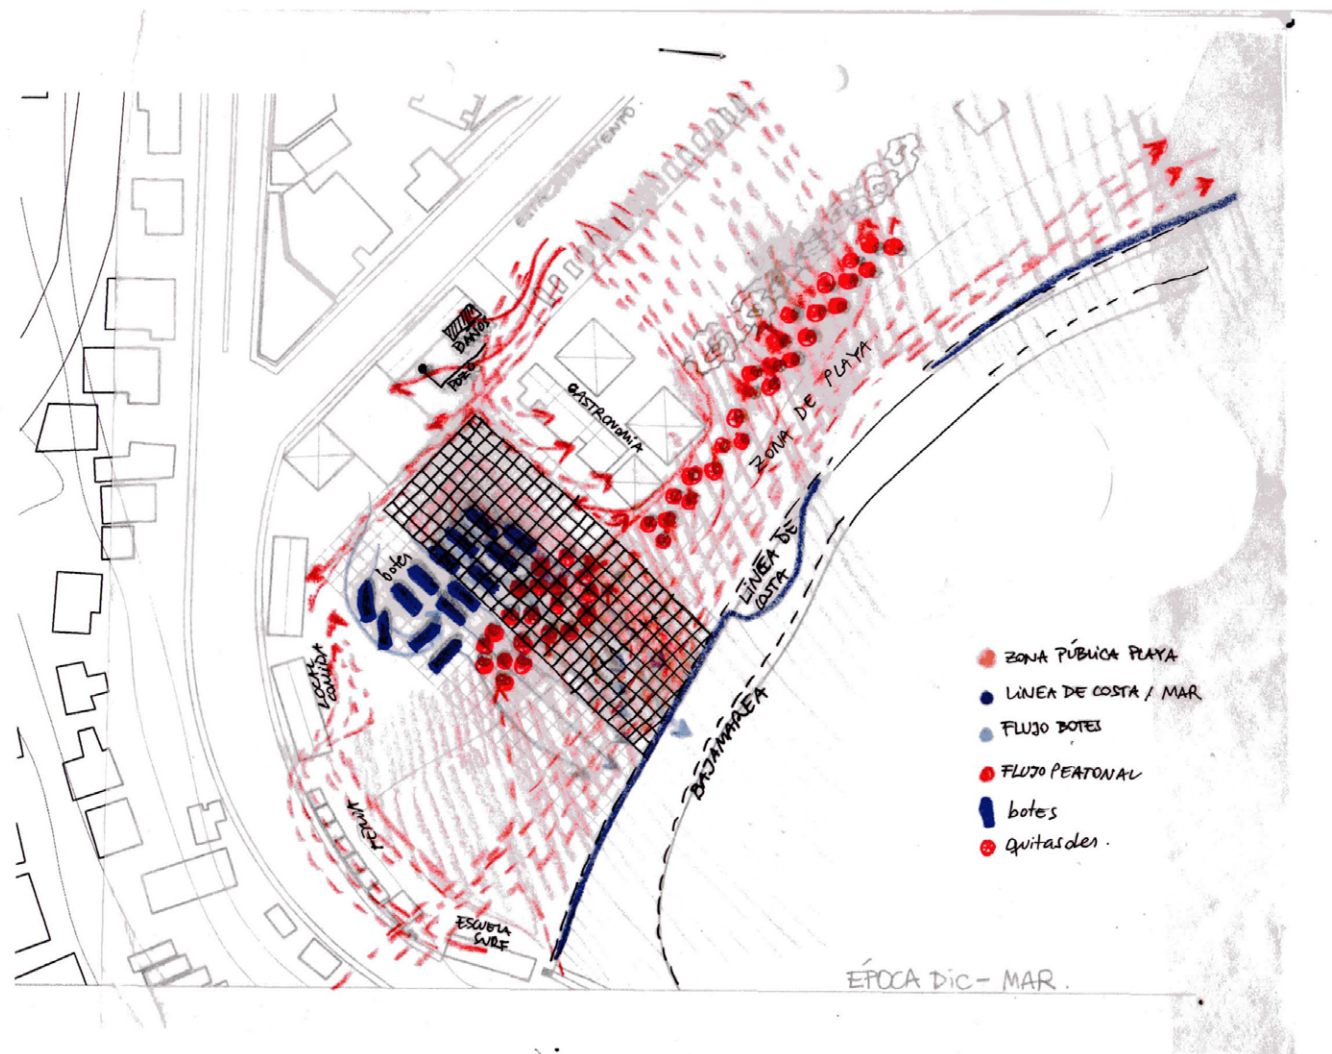 ESTACIONAMIENTO
BAÑOS
POZO
GASTRONOMÍA
ZONA DE PLAYA
botes
LÍNEA DE
COSTA
LOCAL
COMIDA
BAJAMAREA
FERIA
ESCUELA
SURF
ZONA PÚBLICA PLAYA
LÍNEA DE COSTA / MAR
FLUJO BOTES
FLUJO PEATONAL
botes
quitasoles.
ÉPOCA DIC - MAR.